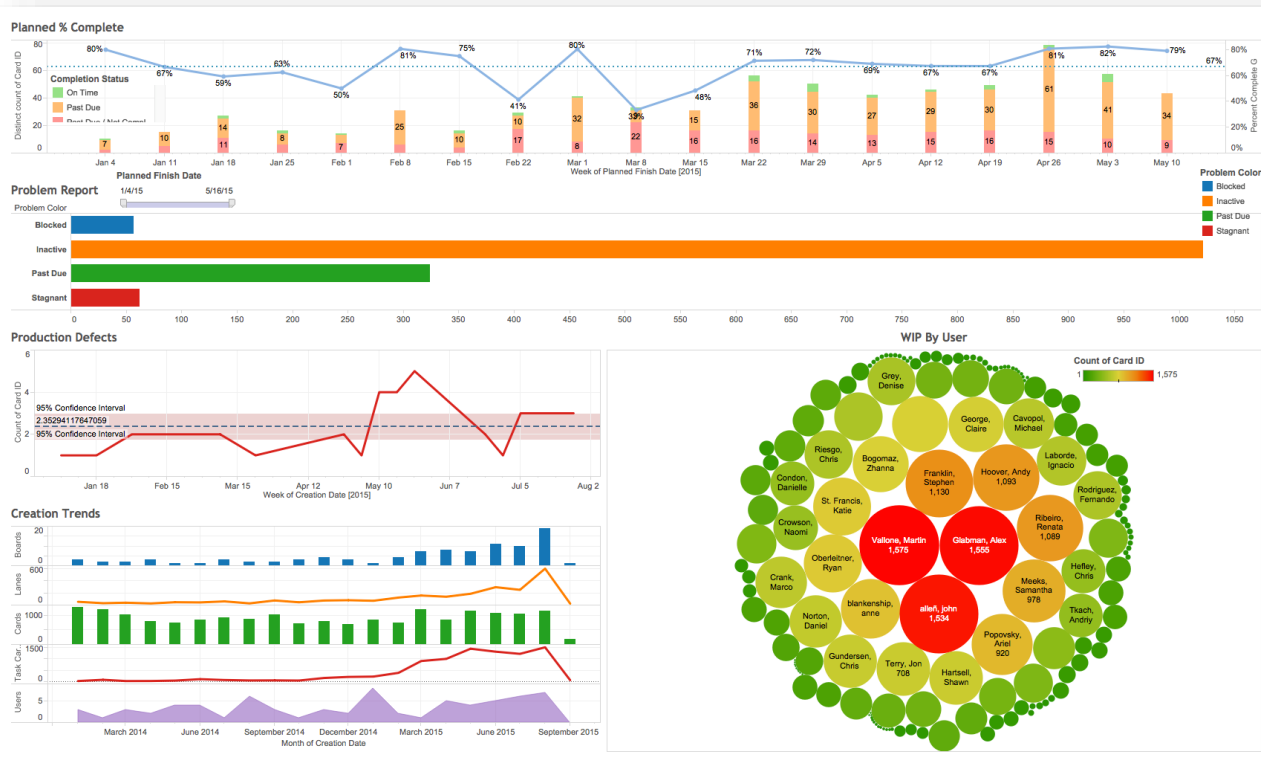 Planned % Complete
80
60
40
20
0
Distinct count of Card ID
Completion Status
On Time
Past Due
80%
67%
59%
63%
50%
81%
75%
41%
80%
48%
71%
72%
69%
67%
67%
81%
82%
79%
67%
80%
60%
40%
20%
0%
Percent Complete G
7
10
14
11
8
7
25
10
10
17
32
8
22
15
16
36
16
30
14
27
13
29
15
30
16
61
15
41
10
34
9
Jan 4
Jan 11
Jan 18
Jan 25
Feb 1
Feb 8
Feb 15
Feb 22
Mar 1
Mar 8
Mar 15
Mar 22
Mar 29
Apr 5
Apr 12
Apr 19
Apr 26
May 3
May 10
Week of Planned Finish Date [2015]
Planned Finish Date
1/4/15 5/16/15
Problem Report
Problem Color
Blocked
Inactive
Past Due
Stagnant
0 50 100 150 200 250 300 350 400 450 500 550 600 650 700 750 800 850 900 950 1000 1050
Problem Color
Blocked
Inactive
Past Due
Stagnant
Production Defects
6
4
2
0
Count of Card ID
95% Confidence Interval
2.35294117647059
95% Confidence Interval
Jan 18 Feb 15 Mar 15 Apr 12 May 10 Jun 7 Jul 5 Aug 2
Week of Creation Date [2015]
Creation Trends
Boards
20
0
Lanes
600
0
Cards
1000
0
Task Car..
1500
0
Users
5
0
March 2014 June 2014 September 2014 December 2014 March 2015 June 2015 September 2015
Month of Creation Date
WIP By User
Count of Card ID
1 1,575
Grey,
Denise
George,
Claire
Cavopol,
Michael
Riesgo,
Chris
Bogomaz,
Zhanna
Franklin,
Stephen
1,130
Hoover, Andy
1,093
Laborde,
Ignacio
Condon,
Danielle
St. Francis,
Katie
Rodriguez,
Fernando
Crowson,
Naomi
Vallone, Martin
1,575
Glabman, Alex
1,555
Ribeiro,
Renata
1,089
Oberleitner,
Ryan
Hefley,
Chris
Crank,
Marco
Meeks,
Samantha
978
blankenship,
anne
alleñ, john
1,534
Tkach,
Andriy
Norton,
Daniel
Popovsky,
Ariel
920
Gundersen,
Chris
Terry, Jon
708
Hartsell,
Shawn